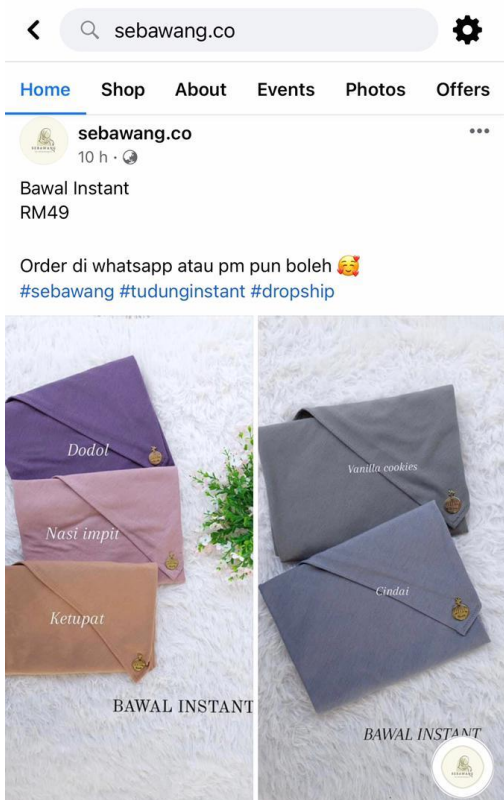 sebawang.co
Home Shop About Events Photos Offers
sebawang.co
10 h ·
Bawal Instant
RM49
Order di whatsapp atau pm pun boleh 🥰
#sebawang #tudunginstant #dropship
Dodol
Nasi impit
Ketupat
BAWAL INSTANT
Vanilla cookies
Cindai
BAWAL INSTANT
SEBAWANG